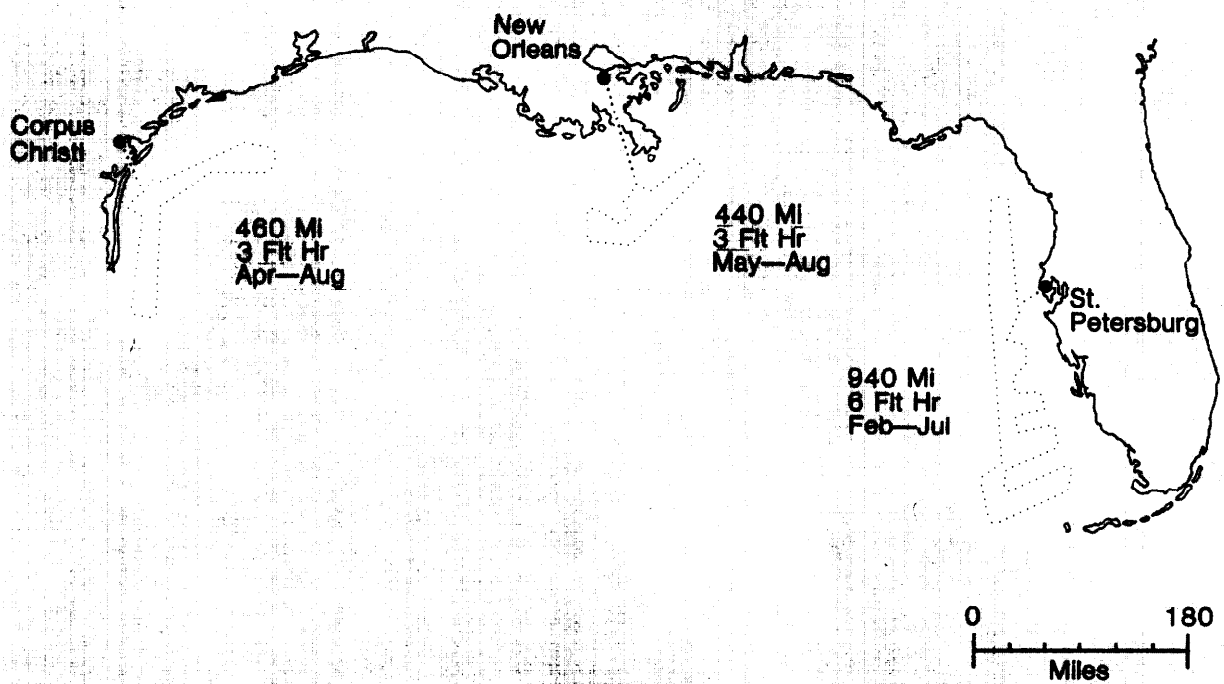 New
Orleans
Corpus
Christi
460 Mi
3 Flt Hr
Apr—Aug
440 Mi
3 Flt Hr
May—Aug
St.
Petersburg
940 Mi
6 Flt Hr
Feb—Jul
0 180
Miles